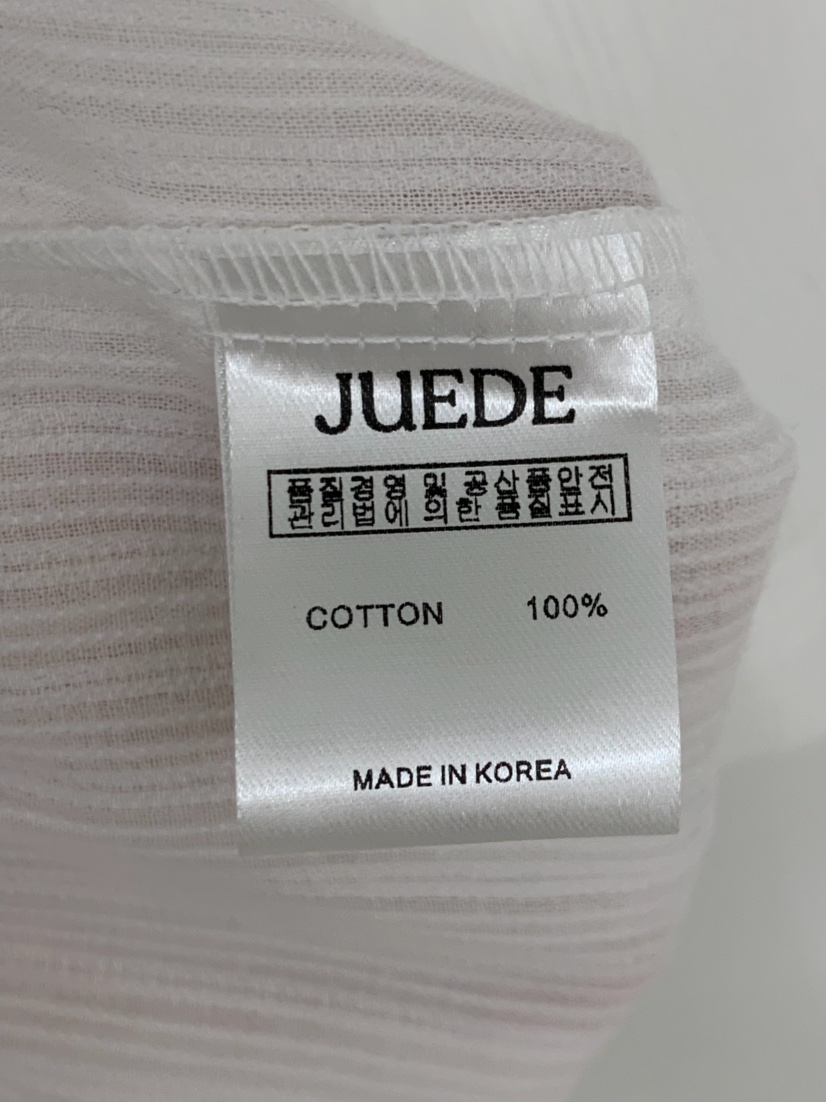 JUEDE
품질경영 및 공산품안전
관리법에 의한 품질표시
COTTON 100%
MADE IN KOREA